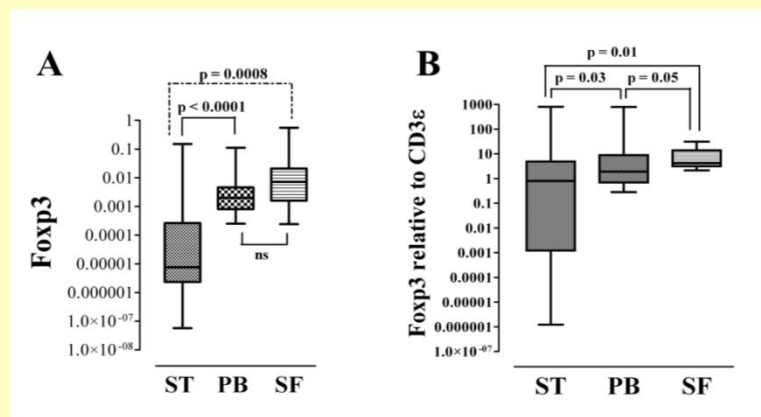 A
p = 0.0008
p < 0.0001
Foxp3
1
0.1
0.01
0.001
0.0001
0.00001
0.000001
1.0×10-07
1.0×10-08
ns
ST PB SF
B
p = 0.01
p = 0.03 p = 0.05
Foxp3 relative to CD3ε
1000
100
10
1
0.1
0.01
0.001
0.0001
0.00001
0.000001
1.0×10-07
ST PB SF